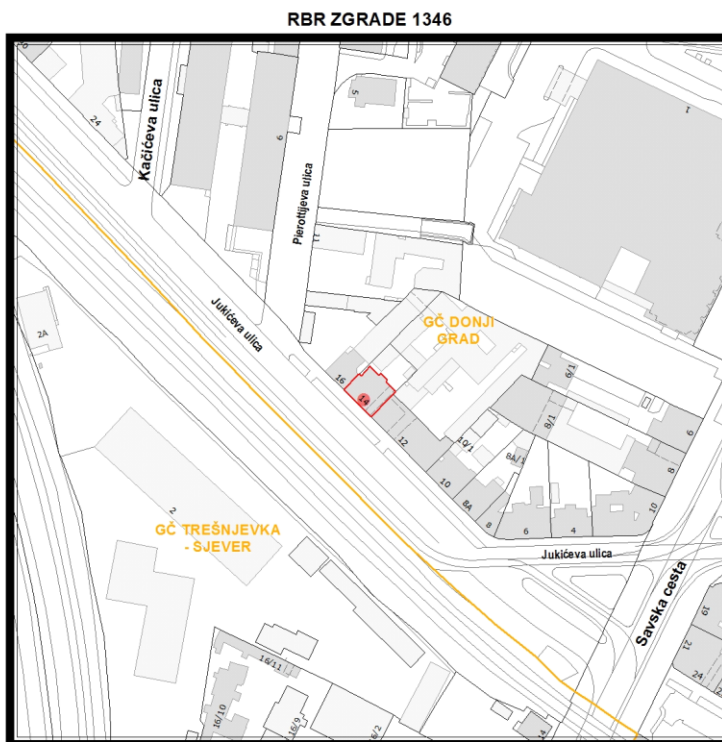 RBR ZGRADE 1346
24
Kačićeva ulica
9
5
1
Pierottijeva ulica
11
Jukićeva ulica
2A
GČ DONJI
GRAD
16
14
12
10/1
10
8A
8
8A/1
6/1
8/1
6
4
10
8
Jukićeva ulica
2
GČ TREŠNJEVKA
- SJEVER
Savska cesta
19
21
24
16/11
16/10
16/9
16/2
14